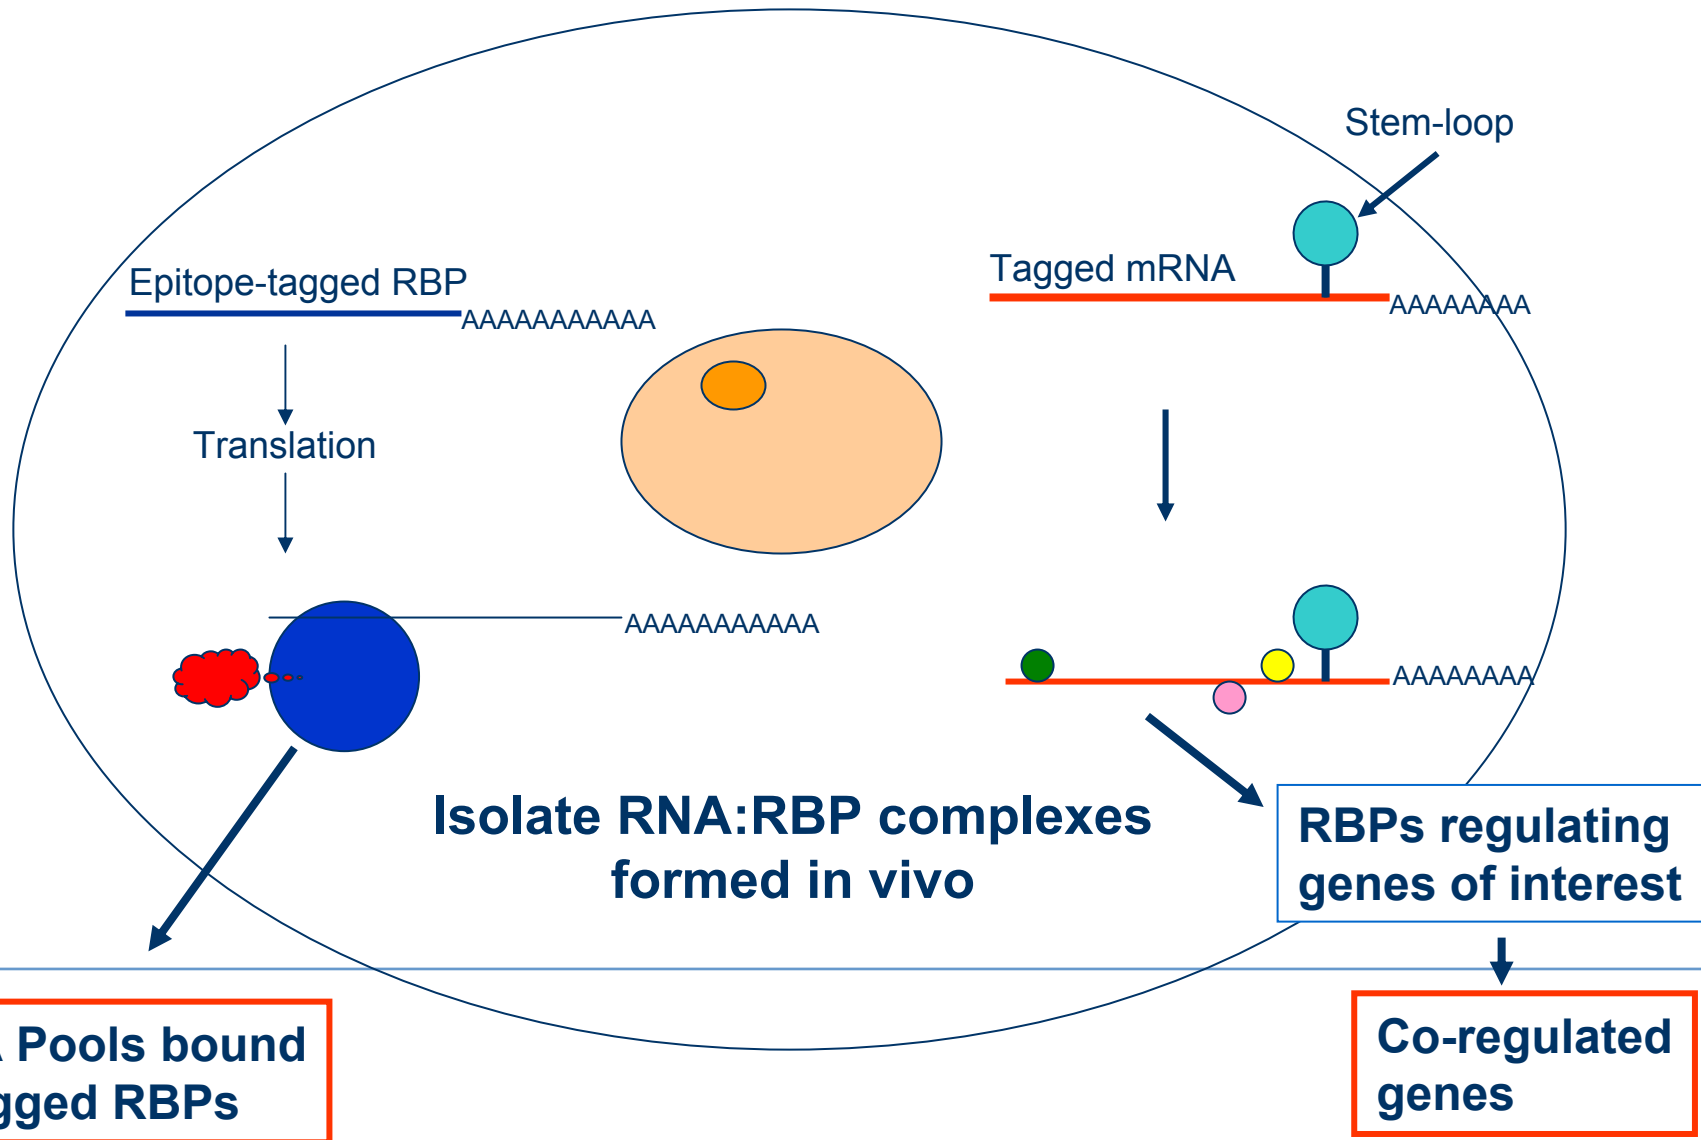 Stem-loop
Epitope-tagged RBP
AAAAAAAAAAA
Tagged mRNA
AAAAAAAA
Translation
AAAAAAAAAAA
AAAAAAAA
Isolate RNA:RBP complexes
formed in vivo
RBPs regulating
genes of interest
A Pools bound
gged RBPs
Co-regulated
genes